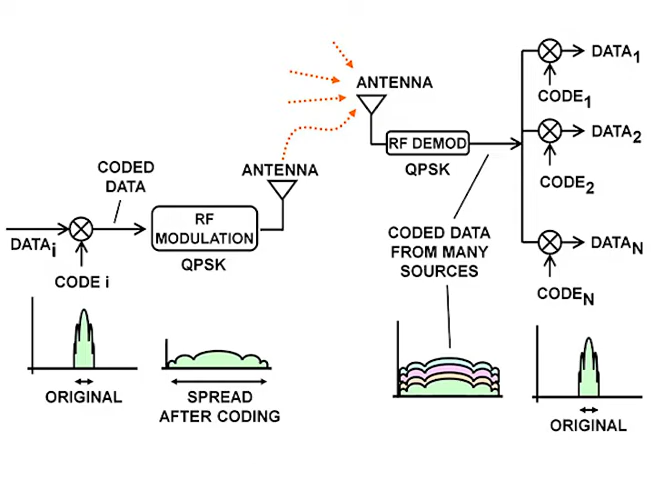 DATAi
CODE i
CODED
DATA
RF
MODULATION
QPSK
ANTENNA
ORIGINAL
SPREAD
AFTER CODING
ANTENNA
RF DEMOD
QPSK
CODED DATA
FROM MANY
SOURCES
DATA1
CODE1
DATA2
CODE2
DATAN
CODEN
ORIGINAL